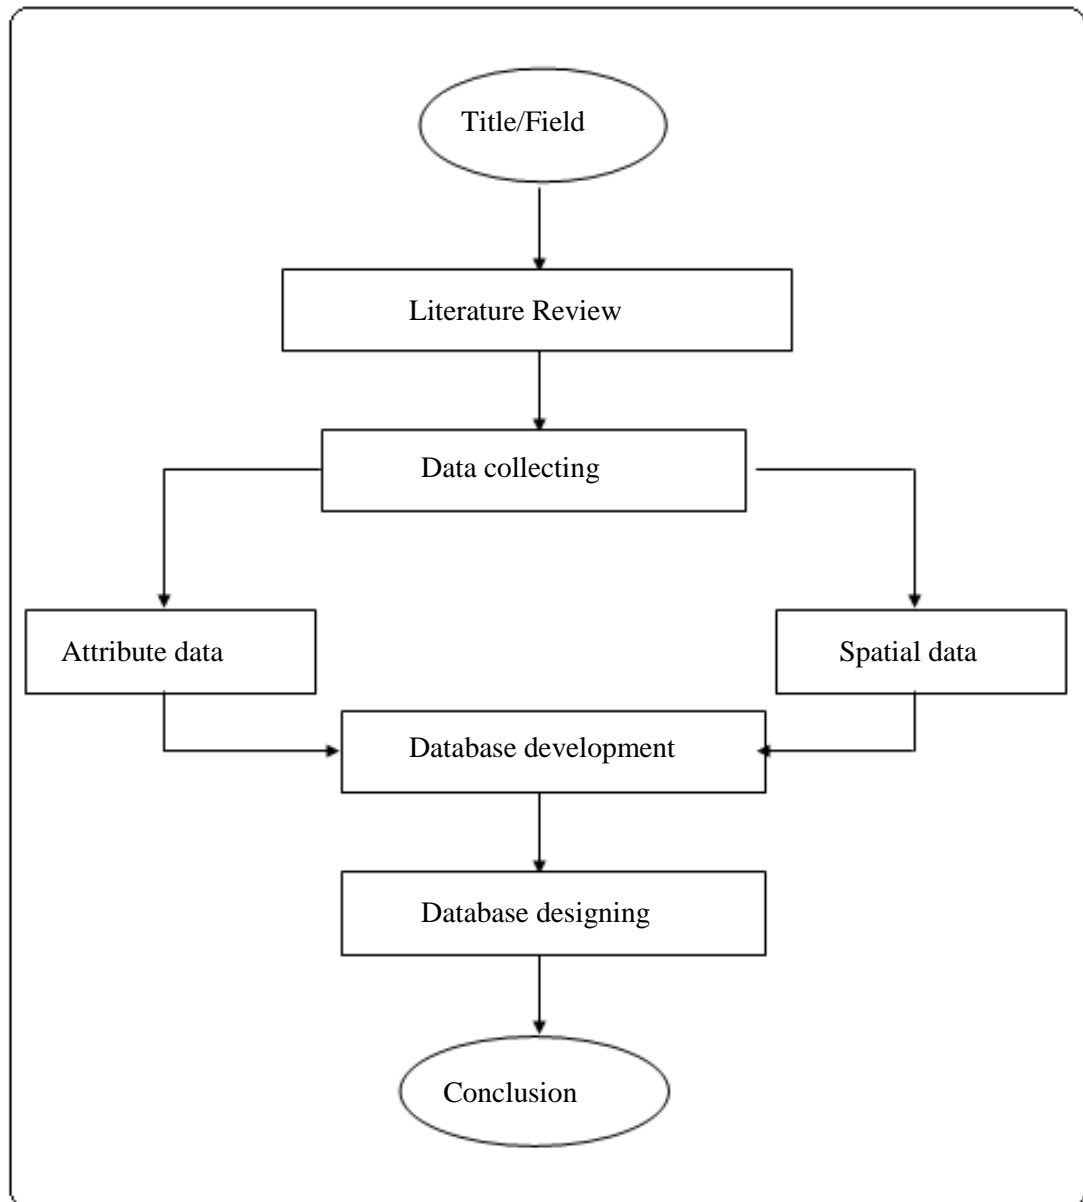 Title/Field
Literature Review
Data collecting
Attribute data
Spatial data
Database development
Database designing
Conclusion